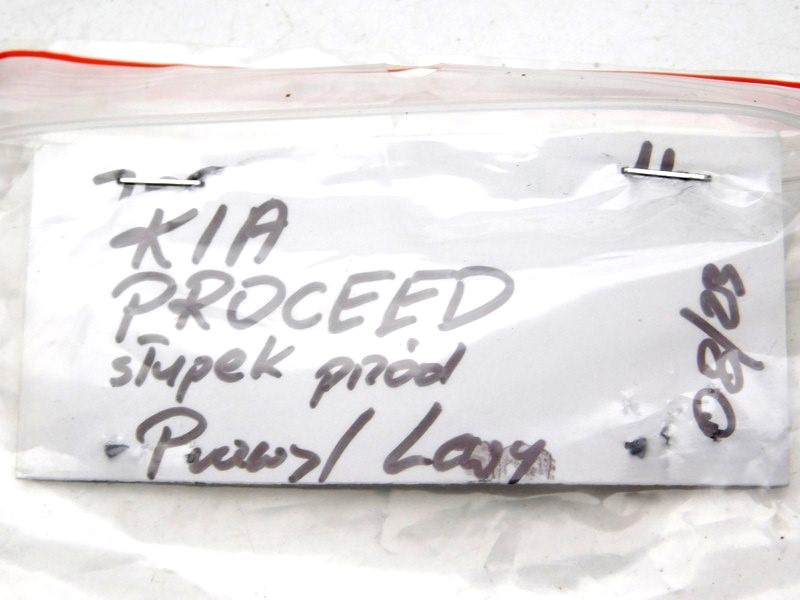 KIA
PROCEED
słupek przód
Prawy/Lewy
08/23